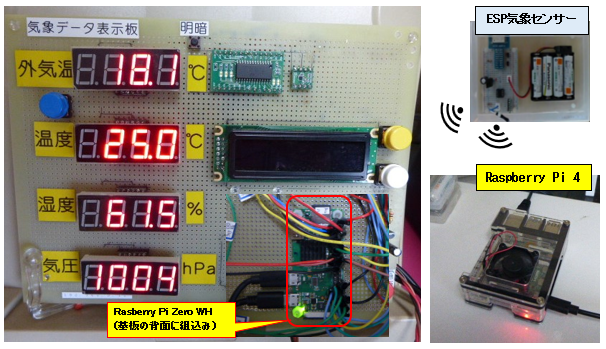 気象データ表示板
明暗
外気温
18.1
℃
温度
25.0
℃
湿度
61.5
%
気圧
1004
hPa
Rasberry Pi Zero WH
(基板の背面に組込み)
ESP気象センサー
Raspberry Pi 4